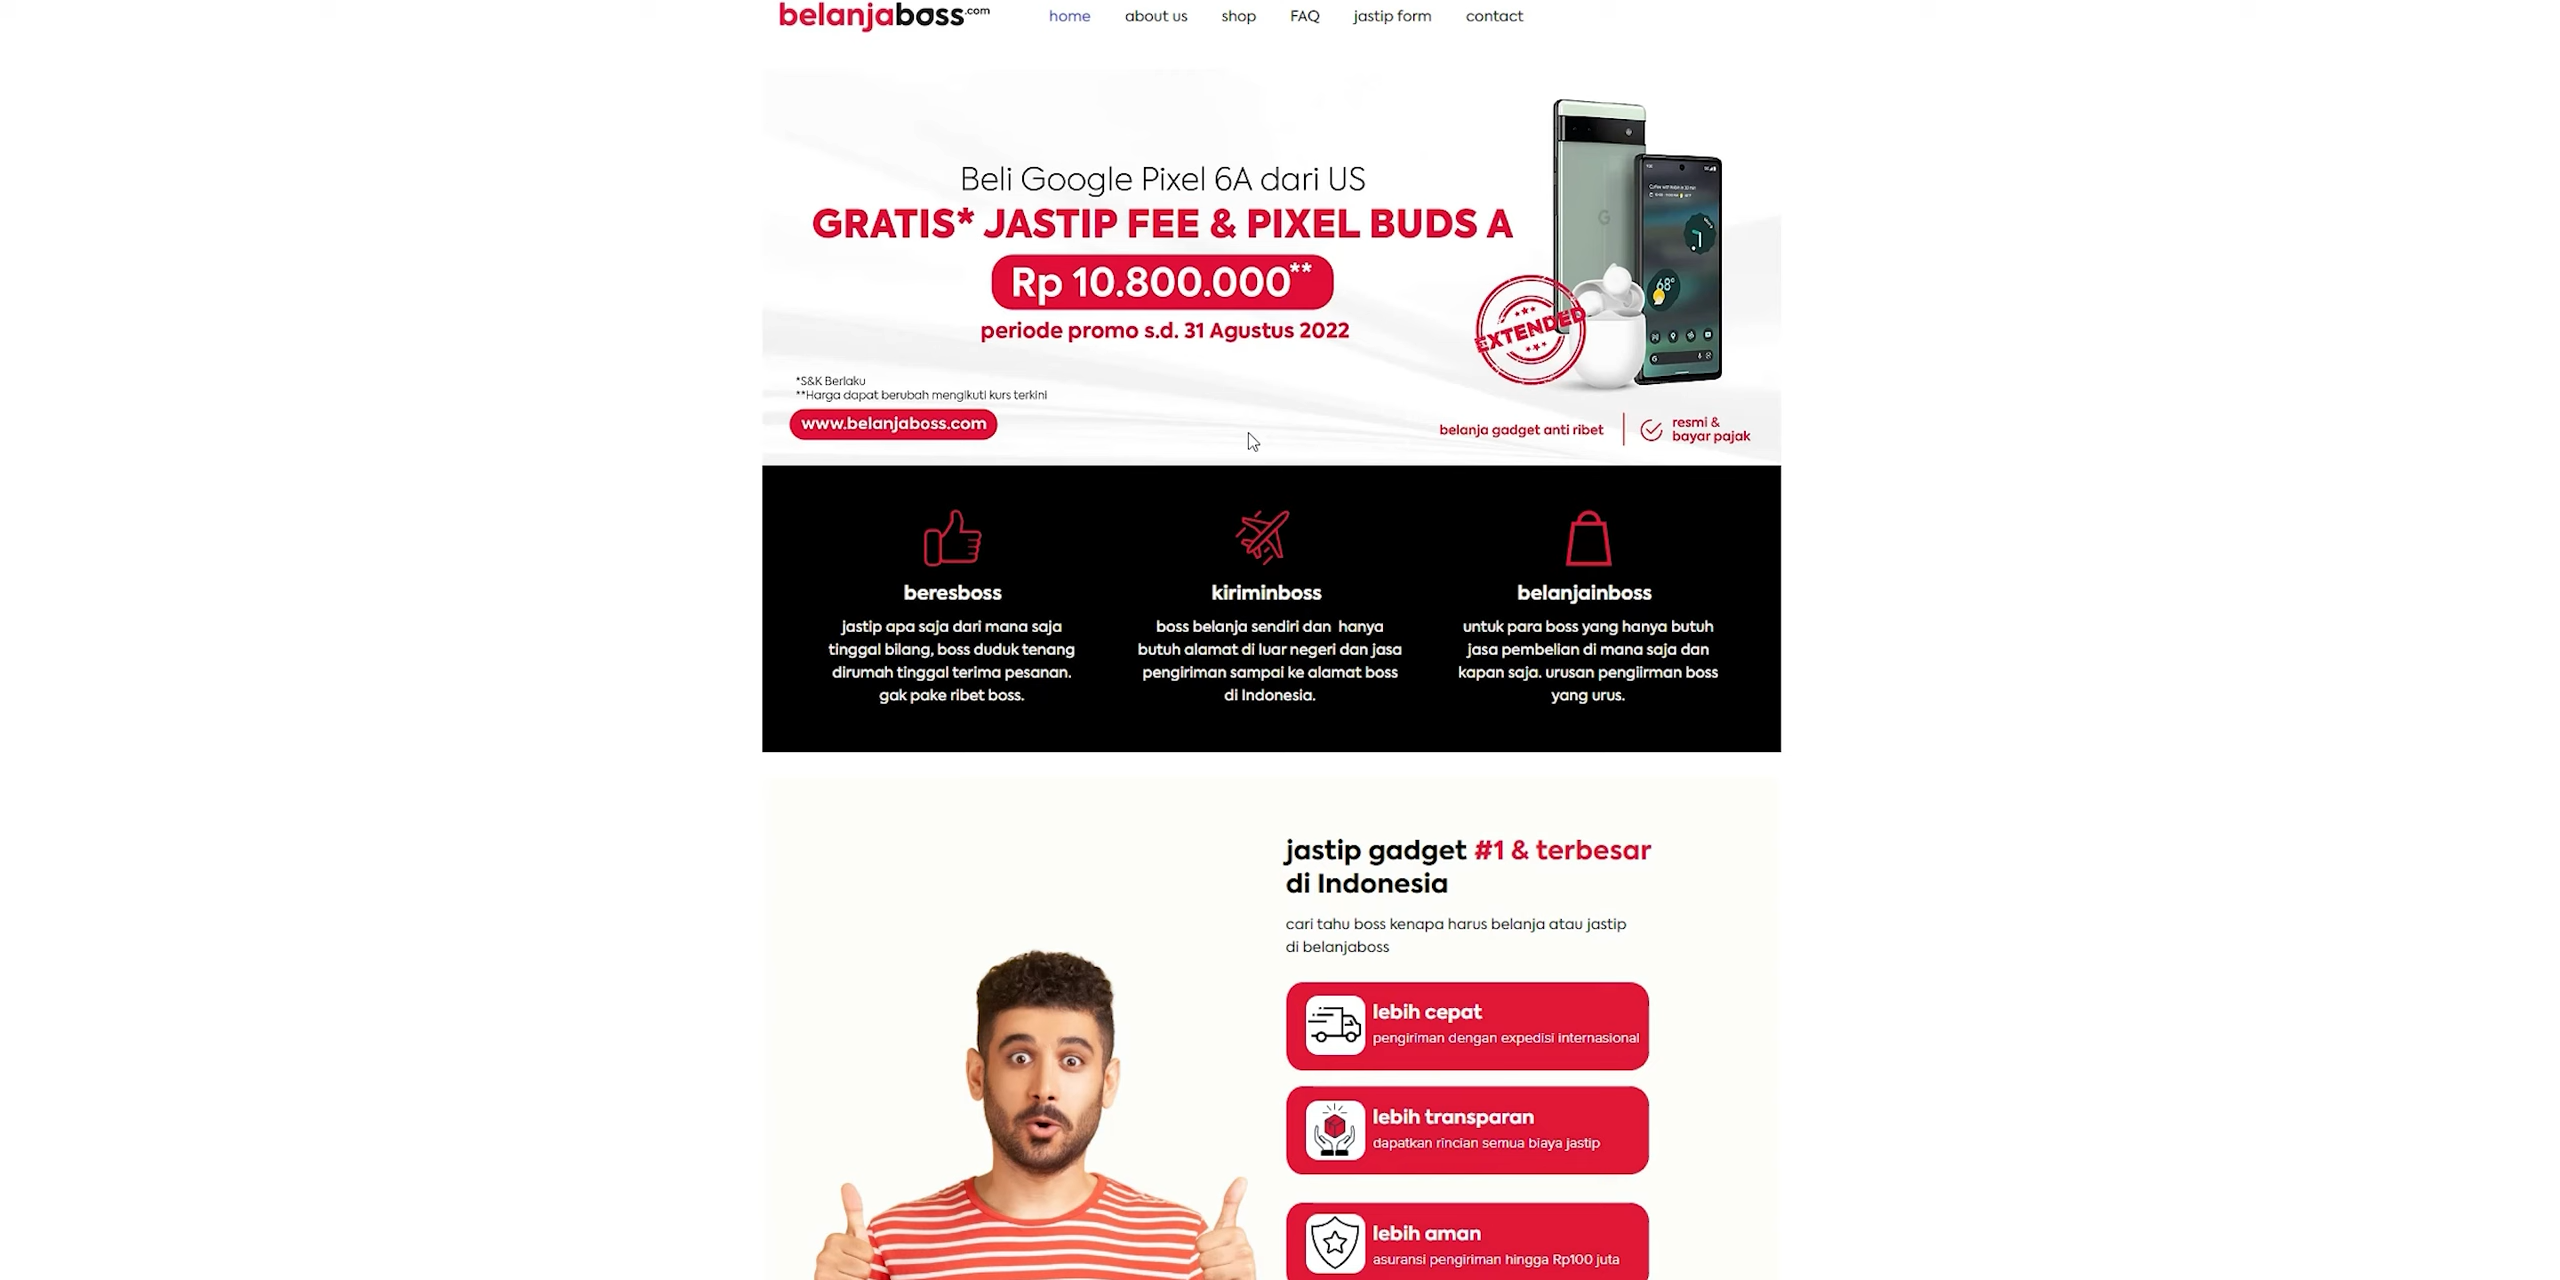 belanjaboss.com
home about us shop FAQ jastip form contact
Beli Google Pixel 6A dari US
GRATIS* JASTIP FEE & PIXEL BUDS A
Rp 10.800.000**
periode promo s.d. 31 Agustus 2022
EXTENDED
68°
*S&K Berlaku
**Harga dapat berubah mengikuti kurs terkini
www.belanjaboss.com
belanja gadget anti ribet
resmi &
bayar pajak
beresboss
jastip apa saja dari mana saja
tinggal bilang, boss duduk tenang
dirumah tinggal terima pesanan.
gak pake ribet boss.
kiriminboss
boss belanja sendiri dan hanya
butuh alamat di luar negeri dan jasa
pengiriman sampai ke alamat boss
di Indonesia.
belanjainboss
untuk para boss yang hanya butuh
jasa pembelian di mana saja dan
kapan saja. urusan pengiirman boss
yang urus.
jastip gadget #1 & terbesar
di Indonesia
cari tahu boss kenapa harus belanja atau jastip
di belanjaboss
lebih cepat
pengiriman dengan expedisi internasional
lebih transparan
dapatkan rincian semua biaya jastip
lebih aman
asuransi pengiriman hingga Rp100 juta